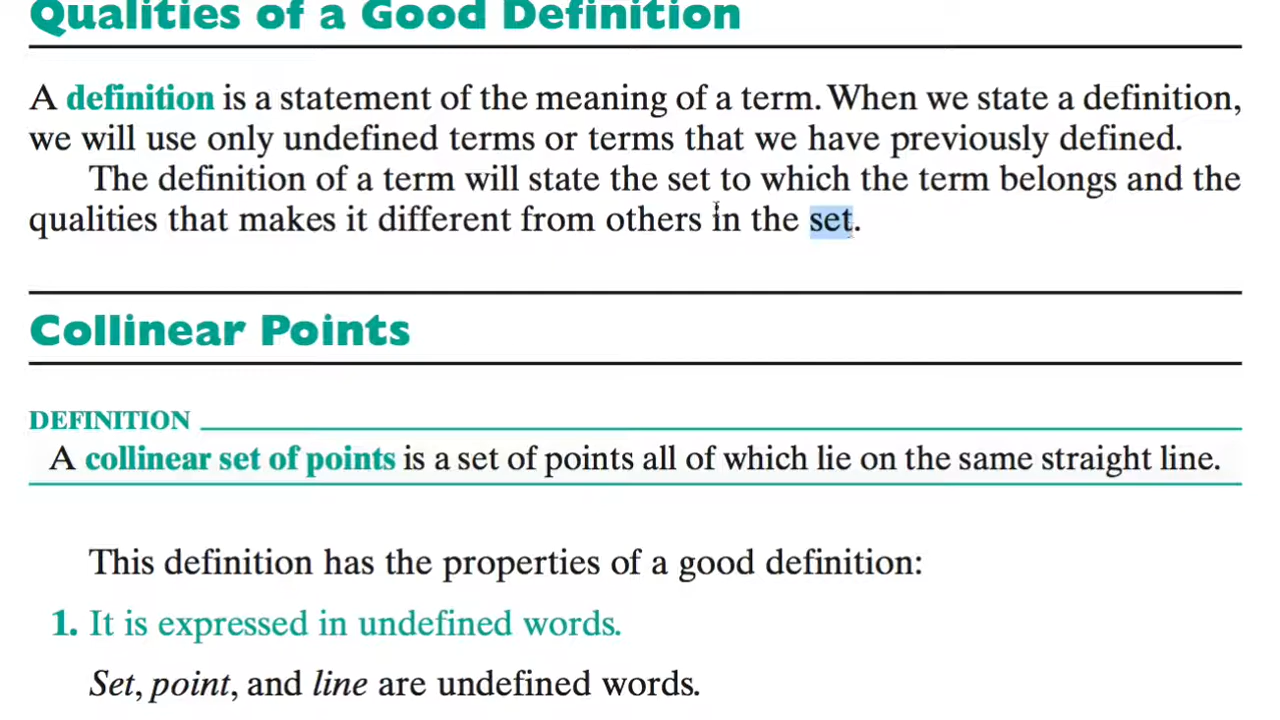 Qualities of a Good Definition
A definition is a statement of the meaning of a term. When we state a definition,
we will use only undefined terms or terms that we have previously defined.
The definition of a term will state the set to which the term belongs and the
qualities that makes it different from others in the set.
Collinear Points
DEFINITION
A collinear set of points is a set of points all of which lie on the same straight line.
This definition has the properties of a good definition:
1. It is expressed in undefined words.
Set, point, and line are undefined words.